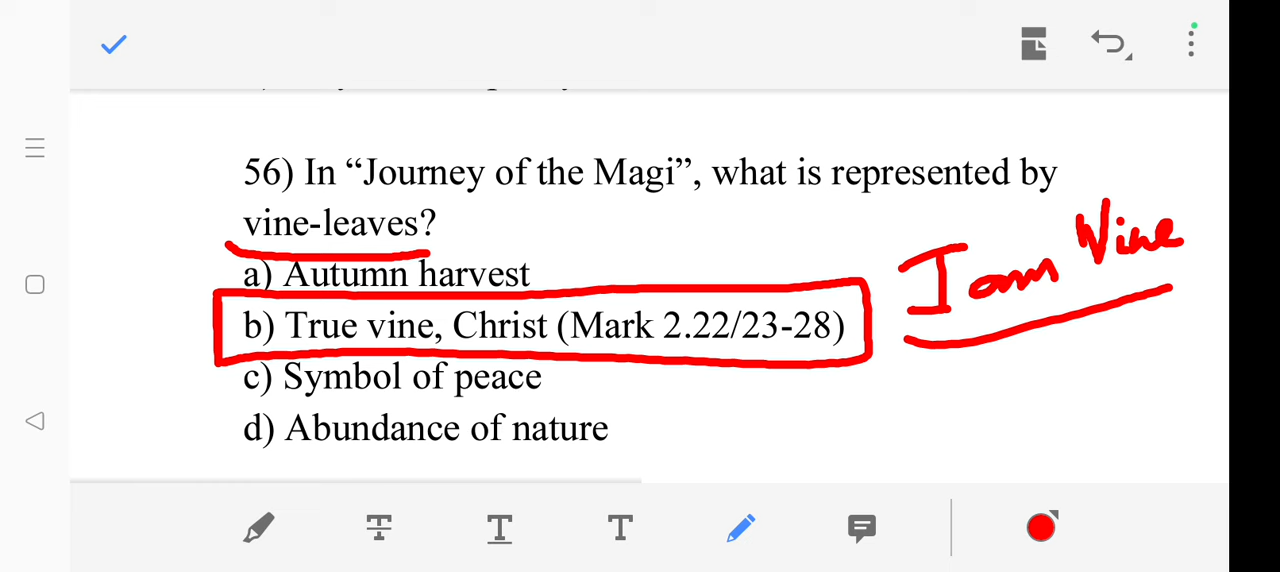 56) In “Journey of the Magi”, what is represented by
vine-leaves?
a) Autumn harvest
b) True vine, Christ (Mark 2.22/23-28)
c) Symbol of peace
d) Abundance of nature
I am Vine